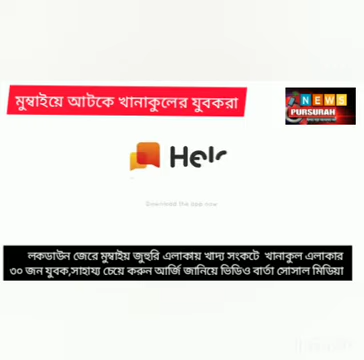 মুম্বাইয়ে আটকে খানাকুলের যুবকরা
NEWS
PURSURAH
Helo
Download the app now
লকডাউন জেরে মুম্বাইয় জুহুরি এলাকায় খাদ্য সংকটে খানাকুল এলাকার
৩০ জন যুবক,সাহায্য চেয়ে করুন আর্জি জানিয়ে ভিডিও বার্তা সোসাল মিডিয়া